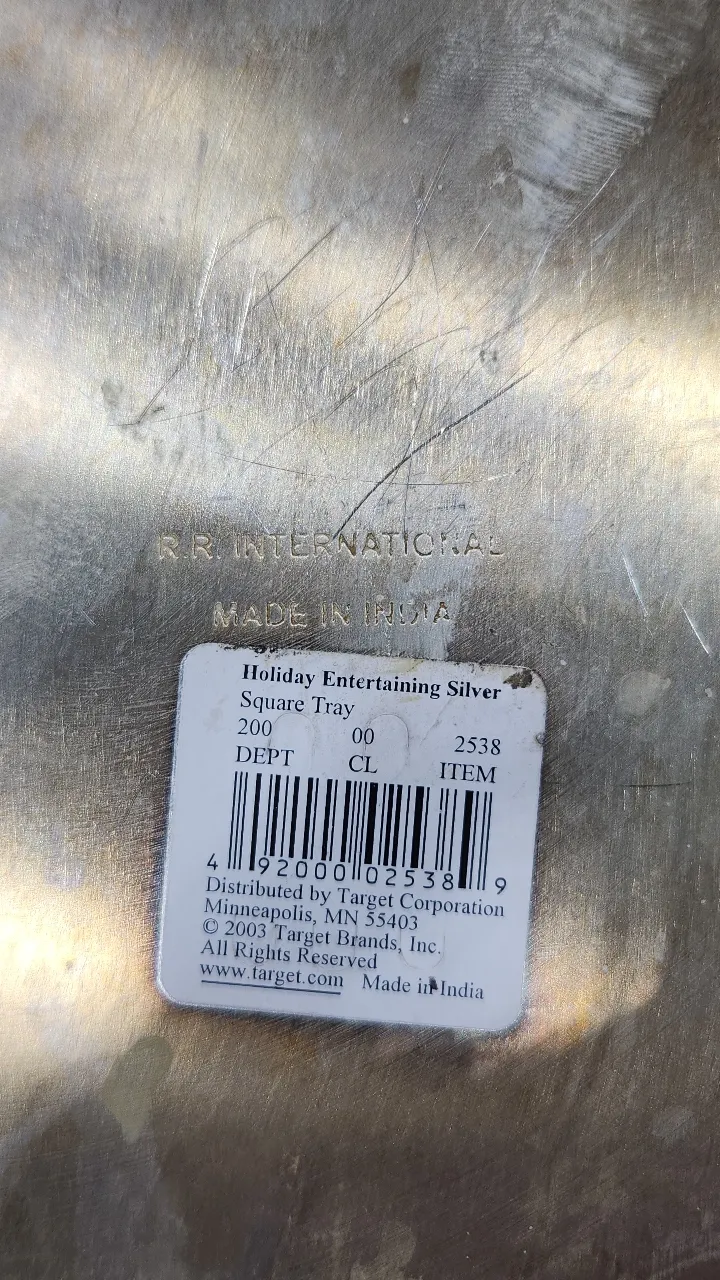 R.R. INTERNATIONAL
MADE IN INDIA
Holiday Entertaining Silver
Square Tray
200 00 2538
DEPT CL ITEM
4 92000 02538 9
Distributed by Target Corporation
Minneapolis, MN 55403
© 2003 Target Brands, Inc.
All Rights Reserved
www.target.com Made in India